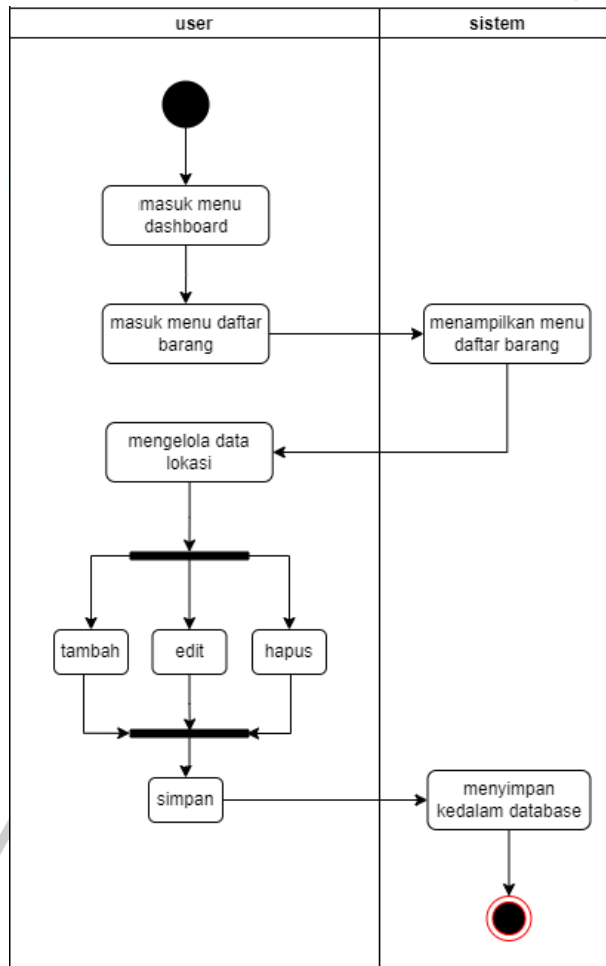 user
sistem
masuk menu
dashboard
masuk menu daftar
barang
menampilkan menu
daftar barang
mengelola data
lokasi
tambah
edit
hapus
simpan
menyimpan
kedalam database